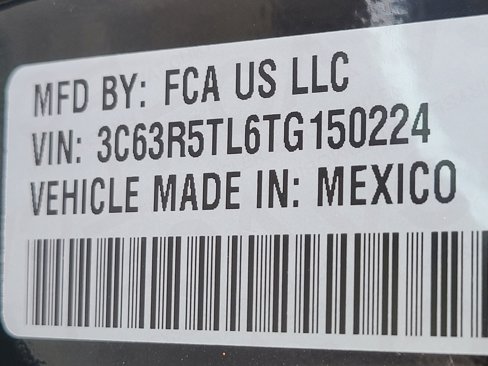 MFD BY: FCA US LLC
VIN: 3C63R5TL6TG150224
VEHICLE MADE IN: MEXICO